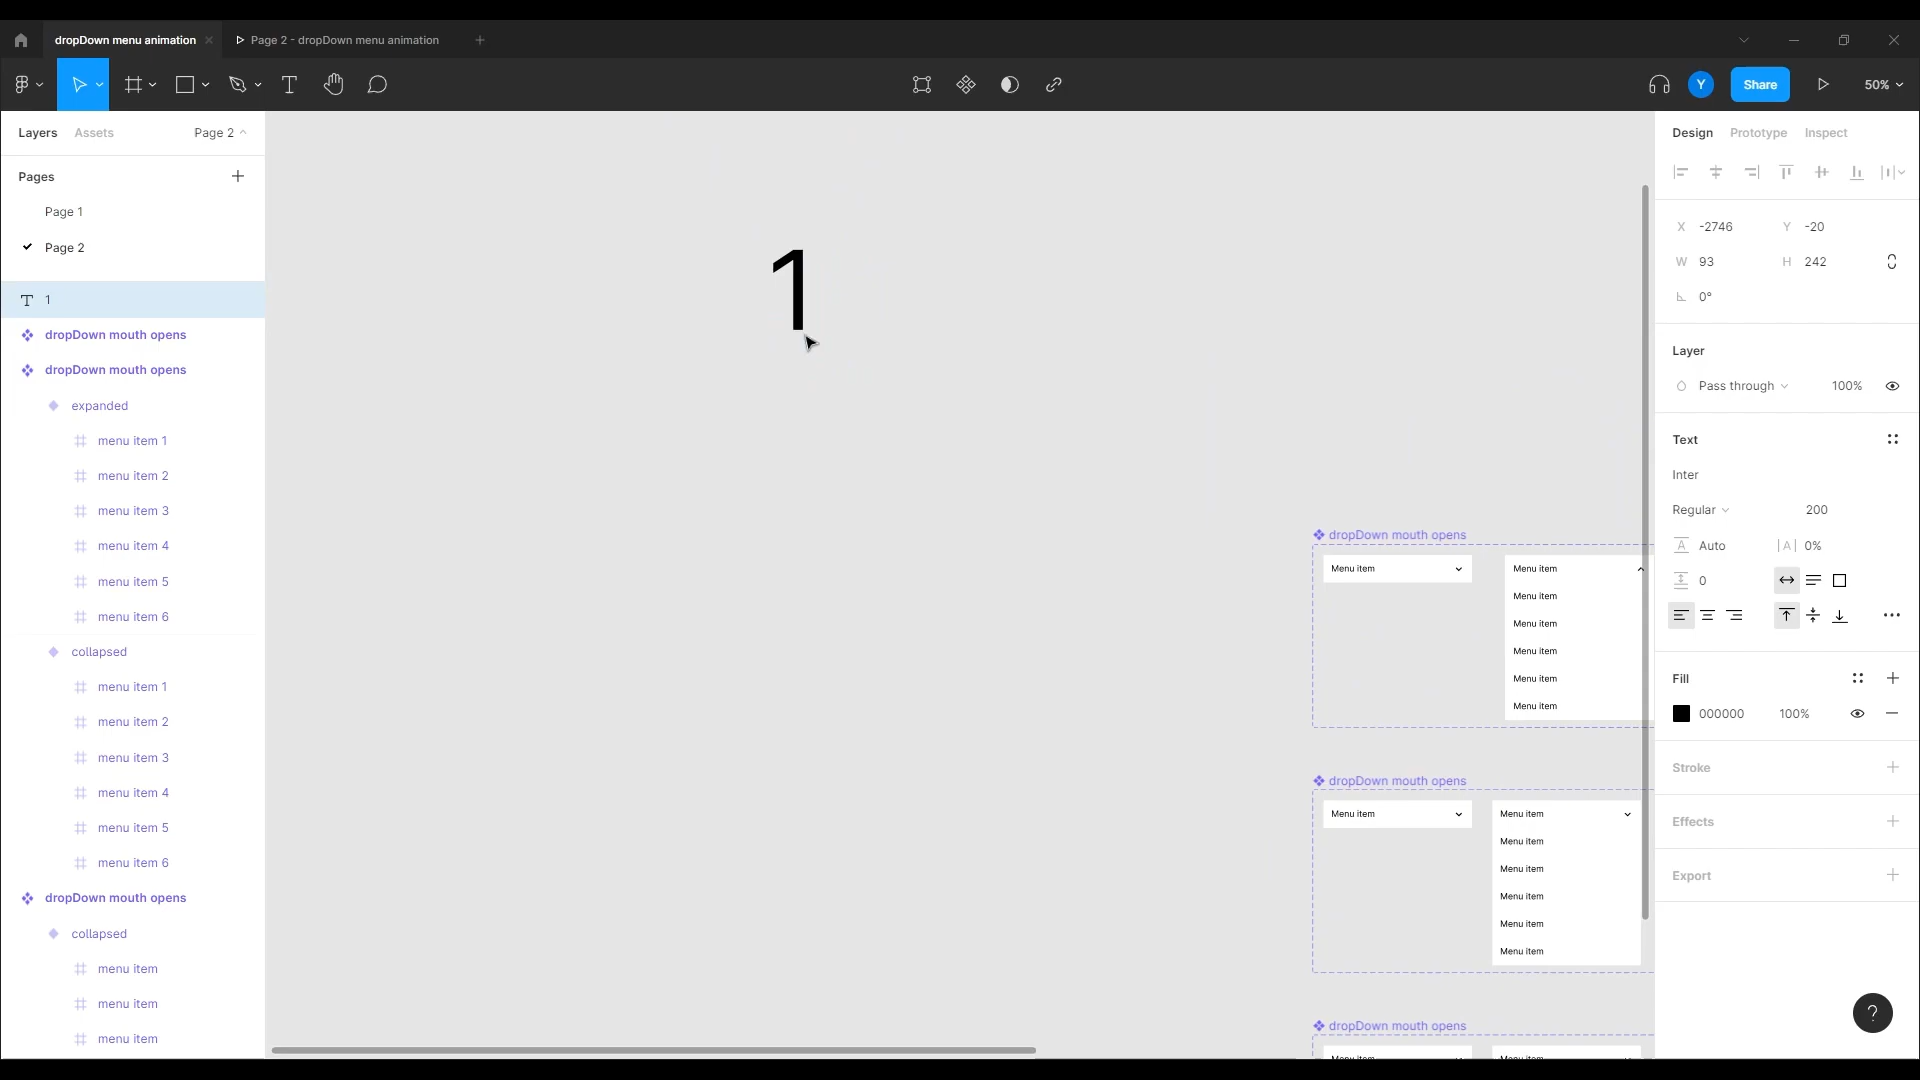 dropDown menu animation
Page 2 - dropDown menu animation
Y
Share
50%
Layers
Assets
Page 2
Pages
Page 1
Page 2
1
dropDown mouth opens
dropDown mouth opens
expanded
menu item 1
menu item 2
menu item 3
menu item 4
menu item 5
menu item 6
collapsed
menu item 1
menu item 2
menu item 3
menu item 4
menu item 5
menu item 6
dropDown mouth opens
collapsed
menu item
menu item
menu item
1
dropDown mouth opens
Menu item
Menu item
Menu item
Menu item
Menu item
Menu item
Menu item
dropDown mouth opens
Menu item
Menu item
Menu item
Menu item
Menu item
Menu item
Menu item
dropDown mouth opens
Design
Prototype
Inspect
X -2746
Y -20
W 93
H 242
0°
Layer
Pass through
100%
Text
Inter
Regular
200
A Auto
|A| 0%
0
Fill
000000
100%
Stroke
Effects
Export
?